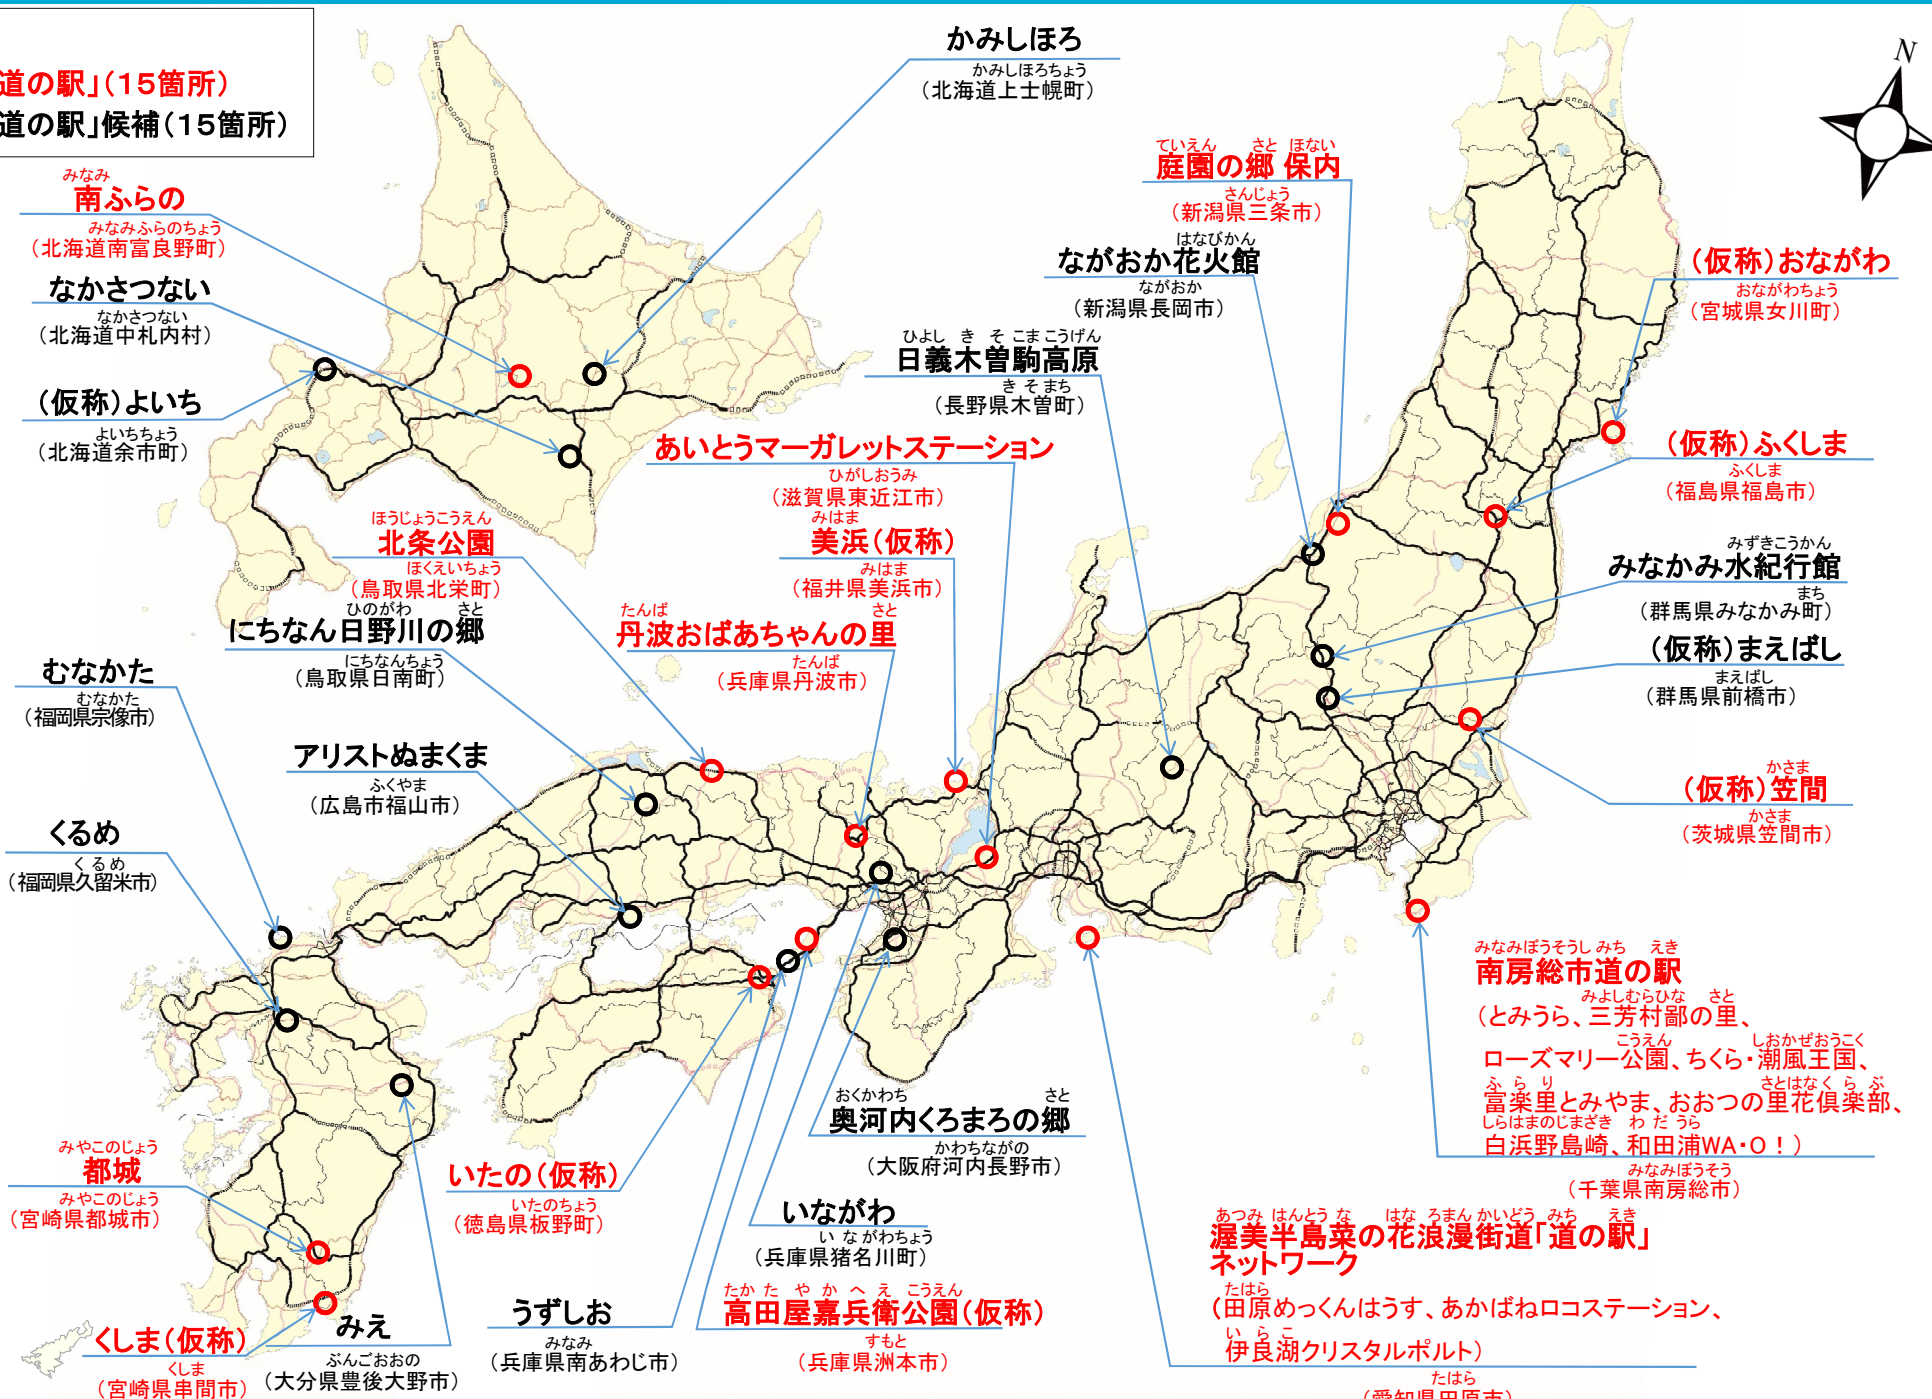 道の駅」(15箇所)
道の駅」候補(15箇所)
N
かみしほろ
かみしほろちょう
(北海道上士幌町)
みなみ
南ふらの
みなみふらのちょう
(北海道南富良野町)
なかさつない
なかさつない
(北海道中札内村)
(仮称)よいち
よいちちょう
(北海道余市町)
ていえん さと ほない
庭園の郷 保内
さんじょう
(新潟県三条市)
はなびかん
ながおか花火館
ながおか
(新潟県長岡市)
ひよし きそこまこうげん
日義木曽駒高原
きそまち
(長野県木曽町)
(仮称)おながわ
おながわちょう
(宮城県女川町)
(仮称)ふくしま
ふくしま
(福島県福島市)
みずきこうかん
みなかみ水紀行館
まち
(群馬県みなかみ町)
(仮称)まえばし
まえばし
(群馬県前橋市)
かさま
(仮称)笠間
かさま
(茨城県笠間市)
あいとうマーガレットステーション
ひがしおうみ
(滋賀県東近江市)
みはま
美浜(仮称)
みはま
(福井県美浜市)
ほうじょうこうえん
北条公園
ほくえいちょう
(鳥取県北栄町)
ひのがわ さと
にちなん日野川の郷
にちなんちょう
(鳥取県日南町)
たんば さと
丹波おばあちゃんの里
たんば
(兵庫県丹波市)
むなかた
むなかた
(福岡県宗像市)
アリストぬまくま
ふくやま
(広島市福山市)
くるめ
くるめ
(福岡県久留米市)
みなみぼうそうし みち えき
南房総市道の駅
みよしむらひな さと
(とみうら、三芳村鄙の里、
こうえん しおかぜおうこく
ローズマリー公園、ちくら・潮風王国、
ふらり さとはなくらぶ
富楽里とみやま、おおつの里花倶楽部、
しらはまのじまざき わだうら
白浜野島崎、和田浦WA・O!)
みなみぼうそう
(千葉県南房総市)
おくかわち さと
奥河内くろまろの郷
かわちながの
(大阪府河内長野市)
みやこのじょう
都城
みやこのじょう
(宮崎県都城市)
いたの(仮称)
いたのちょう
(徳島県板野町)
いながわ
いながわちょう
(兵庫県猪名川町)
あつみ はんとう な はな ろまん かいどう みち えき
渥美半島菜の花浪漫街道「道の駅」
ネットワーク
たはら
(田原めっくんはうす、あかばねロコステーション、
いらこ
伊良湖クリスタルポルト)
たはら
(愛知県田原市)
たかたやかへえ こうえん
高田屋嘉兵衛公園(仮称)
すもと
(兵庫県洲本市)
うずしお
みなみ
(兵庫県南あわじ市)
くしま(仮称)
くしま
(宮崎県串間市)
みえ
ぶんごおおの
(大分県豊後大野市)